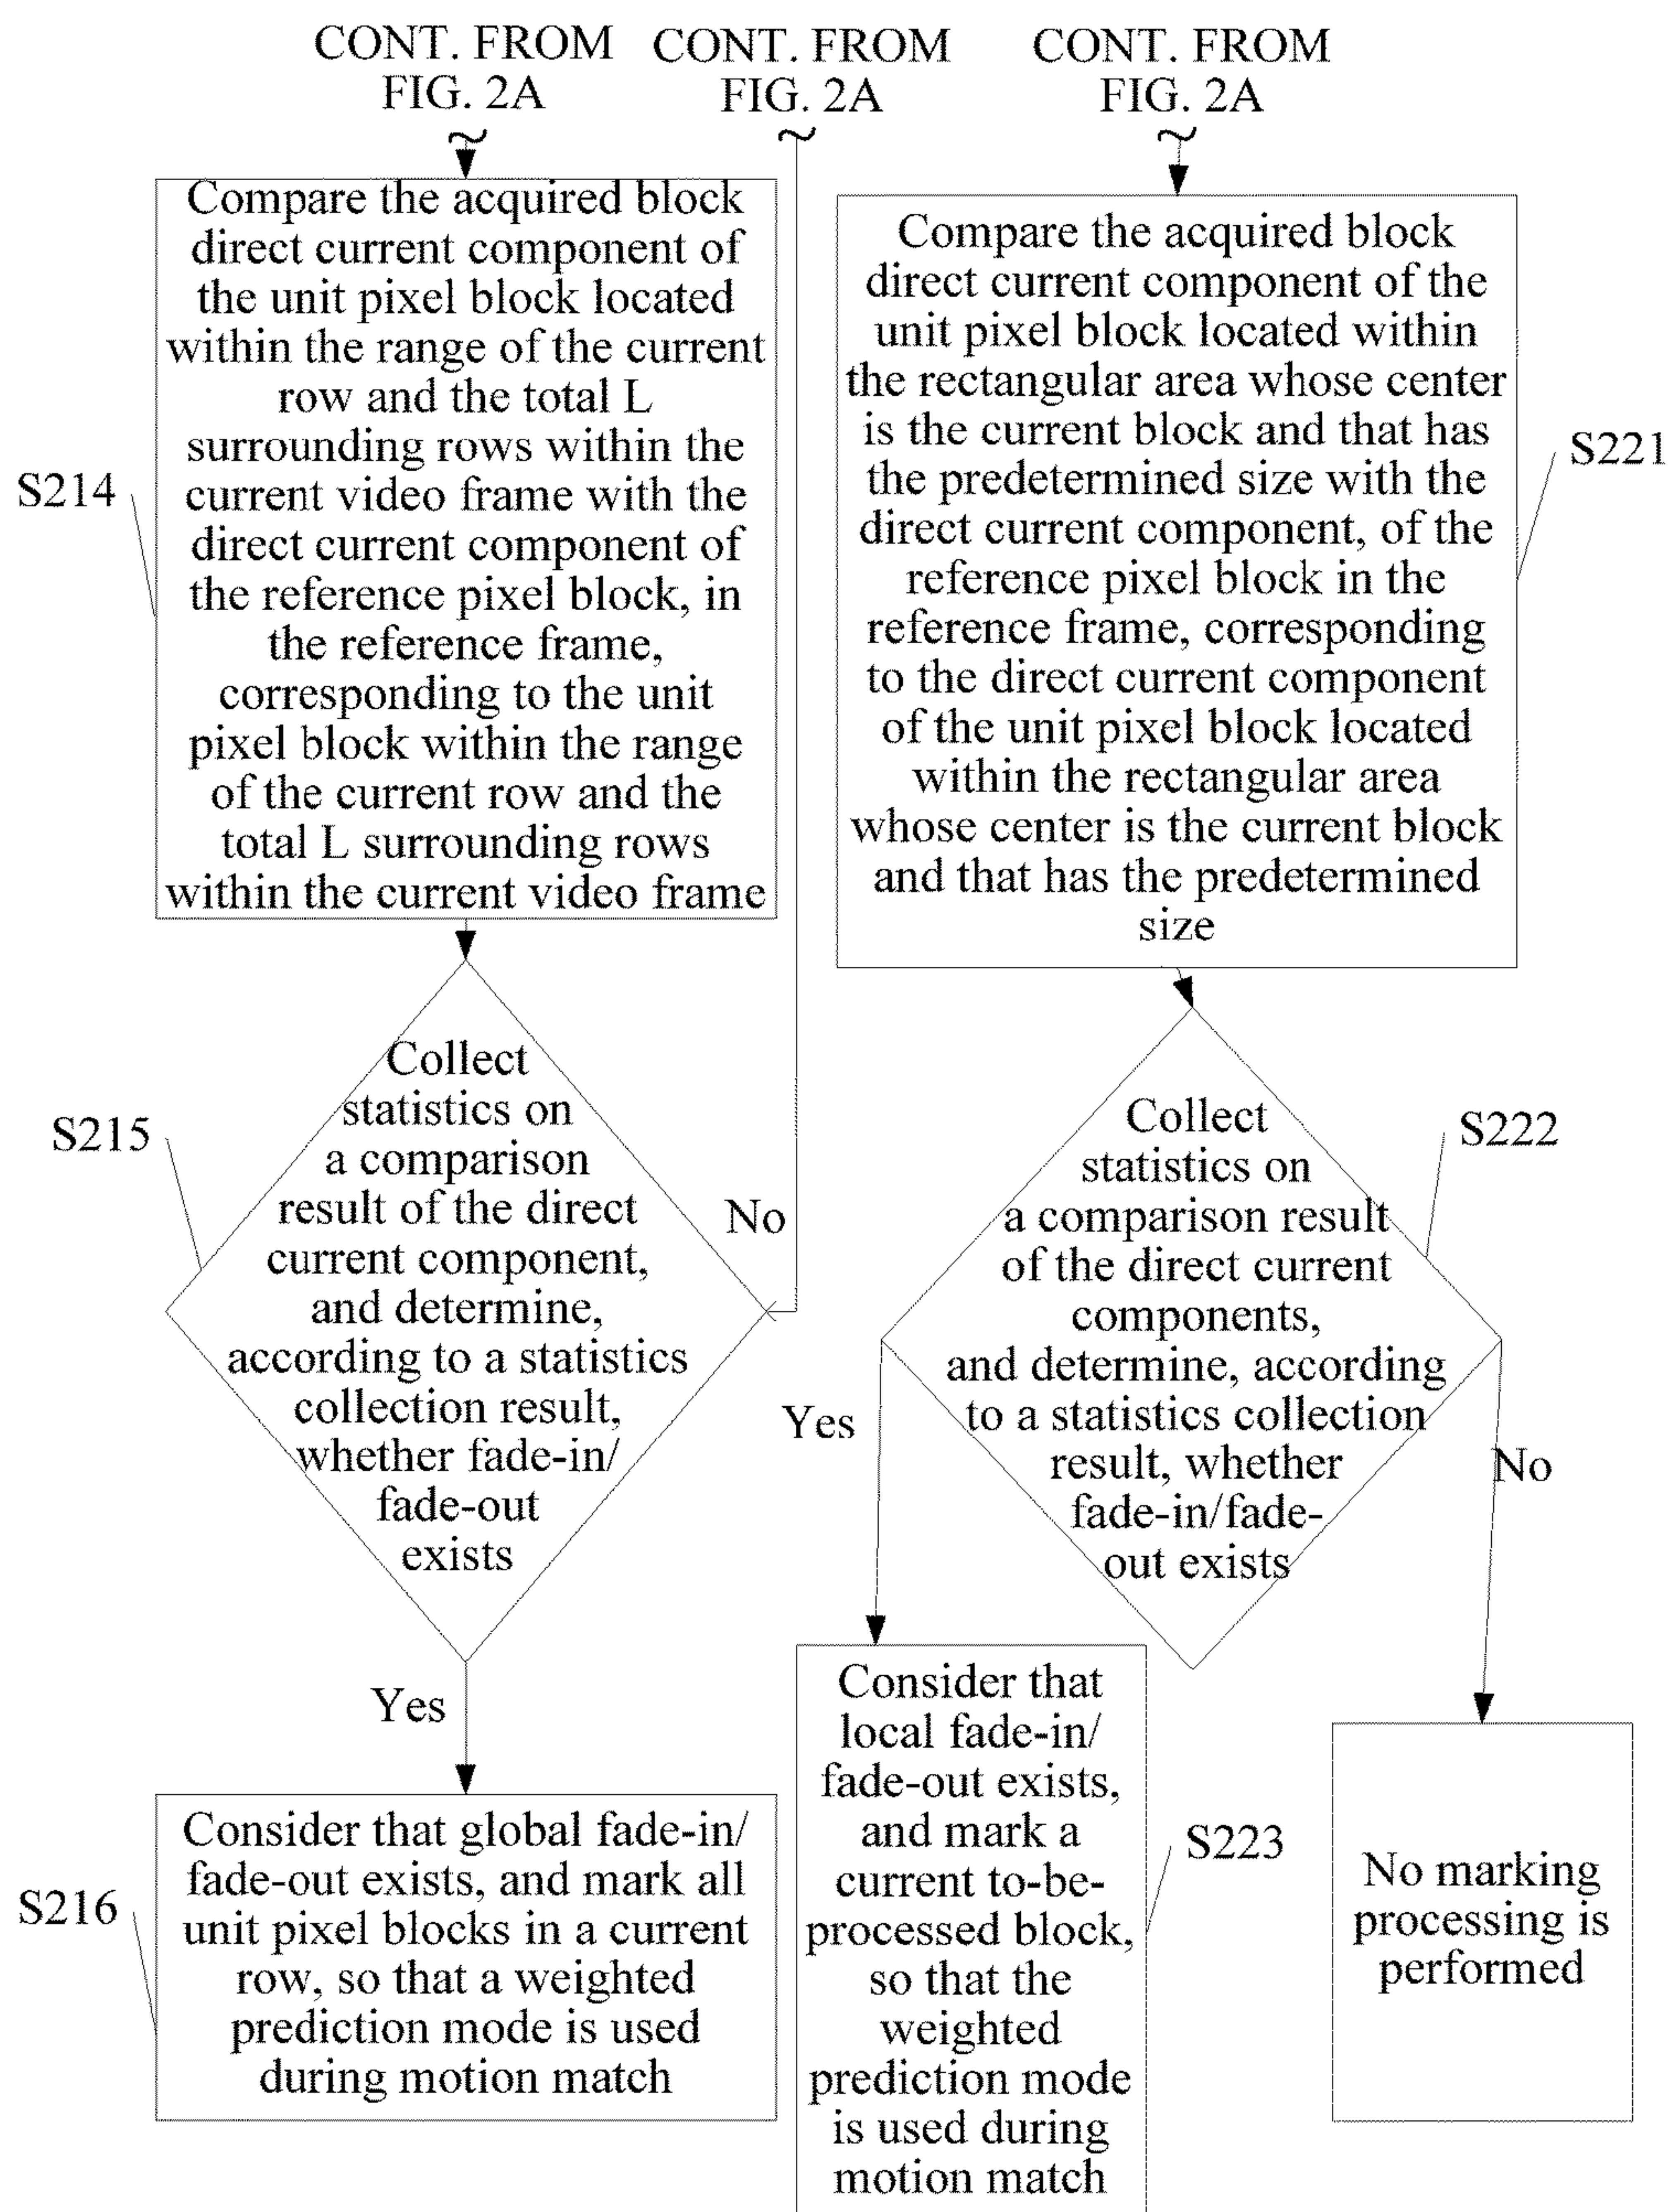 CONT. FROM
FIG. 2A
CONT. FROM
FIG. 2A
CONT. FROM
FIG. 2A
Compare the acquired block
direct current component of
the unit pixel block located
within the range of the current
row and the total L
surrounding rows within the
current video frame with the
direct current component of
the reference pixel block, in
the reference frame,
corresponding to the unit
pixel block within the range
of the current row and the
total L surrounding rows
within the current video frame
S214
Compare the acquired block
direct current component of the
unit pixel block located within
the rectangular area whose center
is the current block and that has
the predetermined size with the
direct current component, of the
reference pixel block in the
reference frame, corresponding
to the direct current component
of the unit pixel block located
within the rectangular area
whose center is the current block
and that has the predetermined
size
S221
Collect
statistics on
a comparison
result of the direct
current component,
and determine,
according to a statistics
collection result,
whether fade-in/
fade-out
exists
S215
No
Collect
statistics on
a comparison result
of the direct current
components,
and determine, according
to a statistics collection
result, whether
fade-in/fade-
out exists
S222
Yes
No
Yes
Consider that global fade-in/
fade-out exists, and mark all
unit pixel blocks in a current
row, so that a weighted
prediction mode is used
during motion match
S216
Consider that
local fade-in/
fade-out exists,
and mark a
current to-be-
processed block,
so that the
weighted
prediction mode
is used during
motion match
S223
No marking
processing is
performed